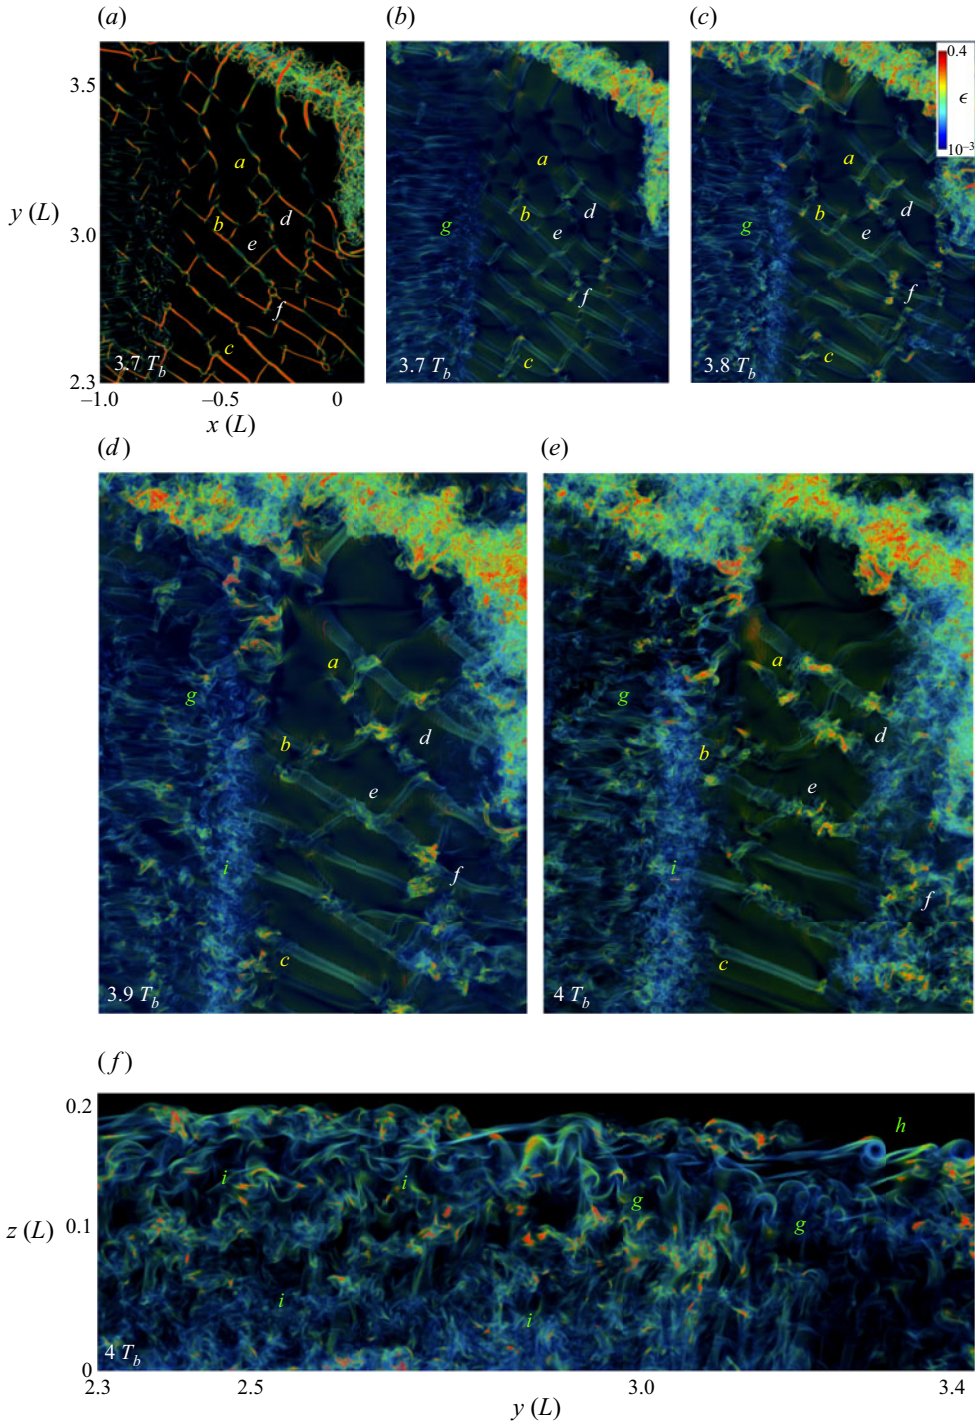 (a)
(b)
(c)
3.5
3.0
2.3
y (L)
a
b
c
d
e
f
3.7 T_b
−1.0
−0.5
0
x (L)
a
b
c
d
e
f
g
3.7 T_b
a
b
c
d
e
f
g
3.8 T_b
0.4
ϵ
10⁻³
(d)
(e)
a
b
c
d
e
f
g
i
3.9 T_b
a
b
c
d
e
f
g
i
4 T_b
(f)
0.2
0.1
0
z (L)
h
i
i
g
g
i
i
4 T_b
2.3
2.5
3.0
3.4
y (L)